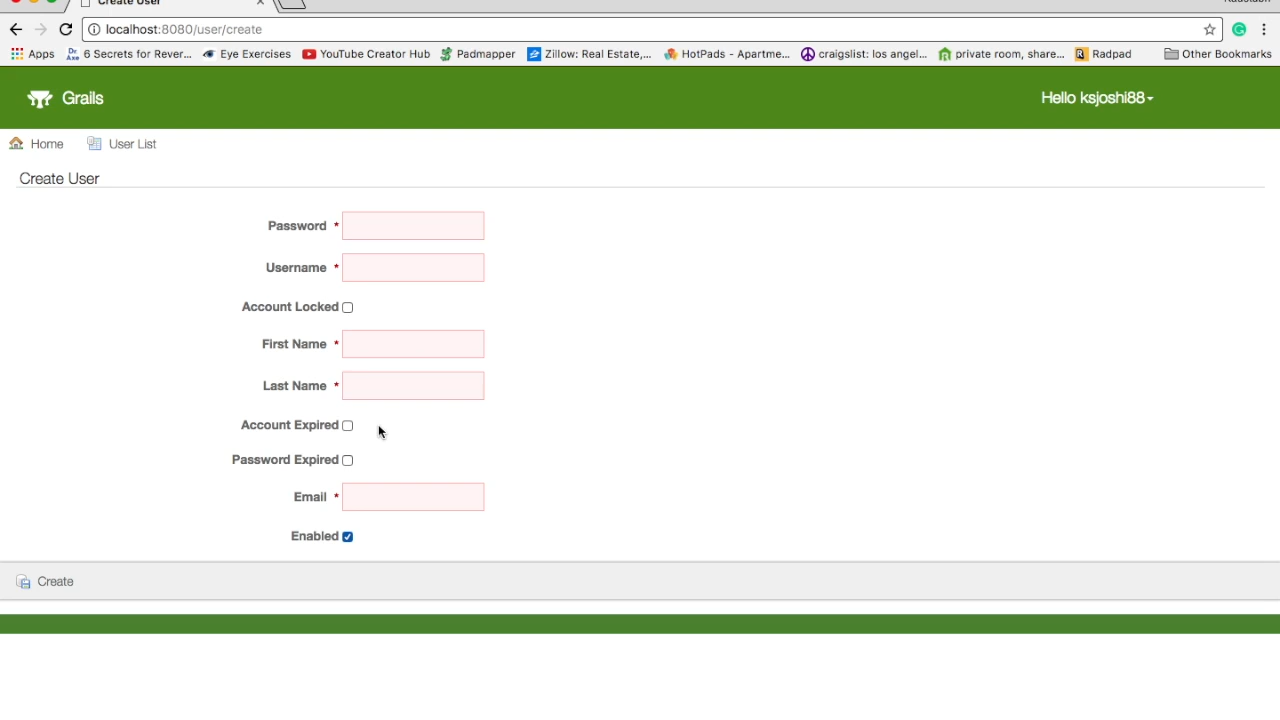 Create User
localhost:8080/user/create
Apps 6 Secrets for Rever... Eye Exercises YouTube Creator Hub Padmapper Zillow: Real Estate,... HotPads - Apartme... craigslist: los angel... private room, share... Radpad Other Bookmarks
Grails Hello ksjoshi88
Home User List
Create User
Password *
Username *
Account Locked
First Name *
Last Name *
Account Expired
Password Expired
Email *
Enabled
Create